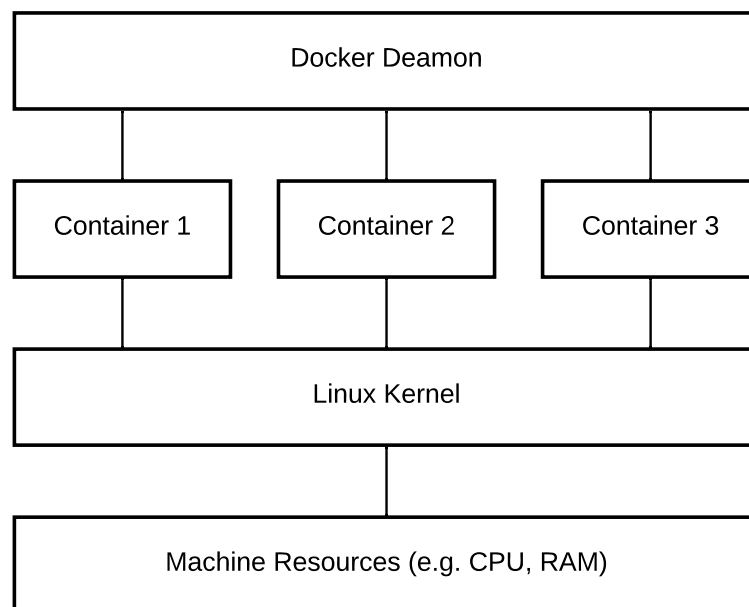 Docker Deamon
Container 1
Container 2
Container 3
Linux Kernel
Machine Resources (e.g. CPU, RAM)